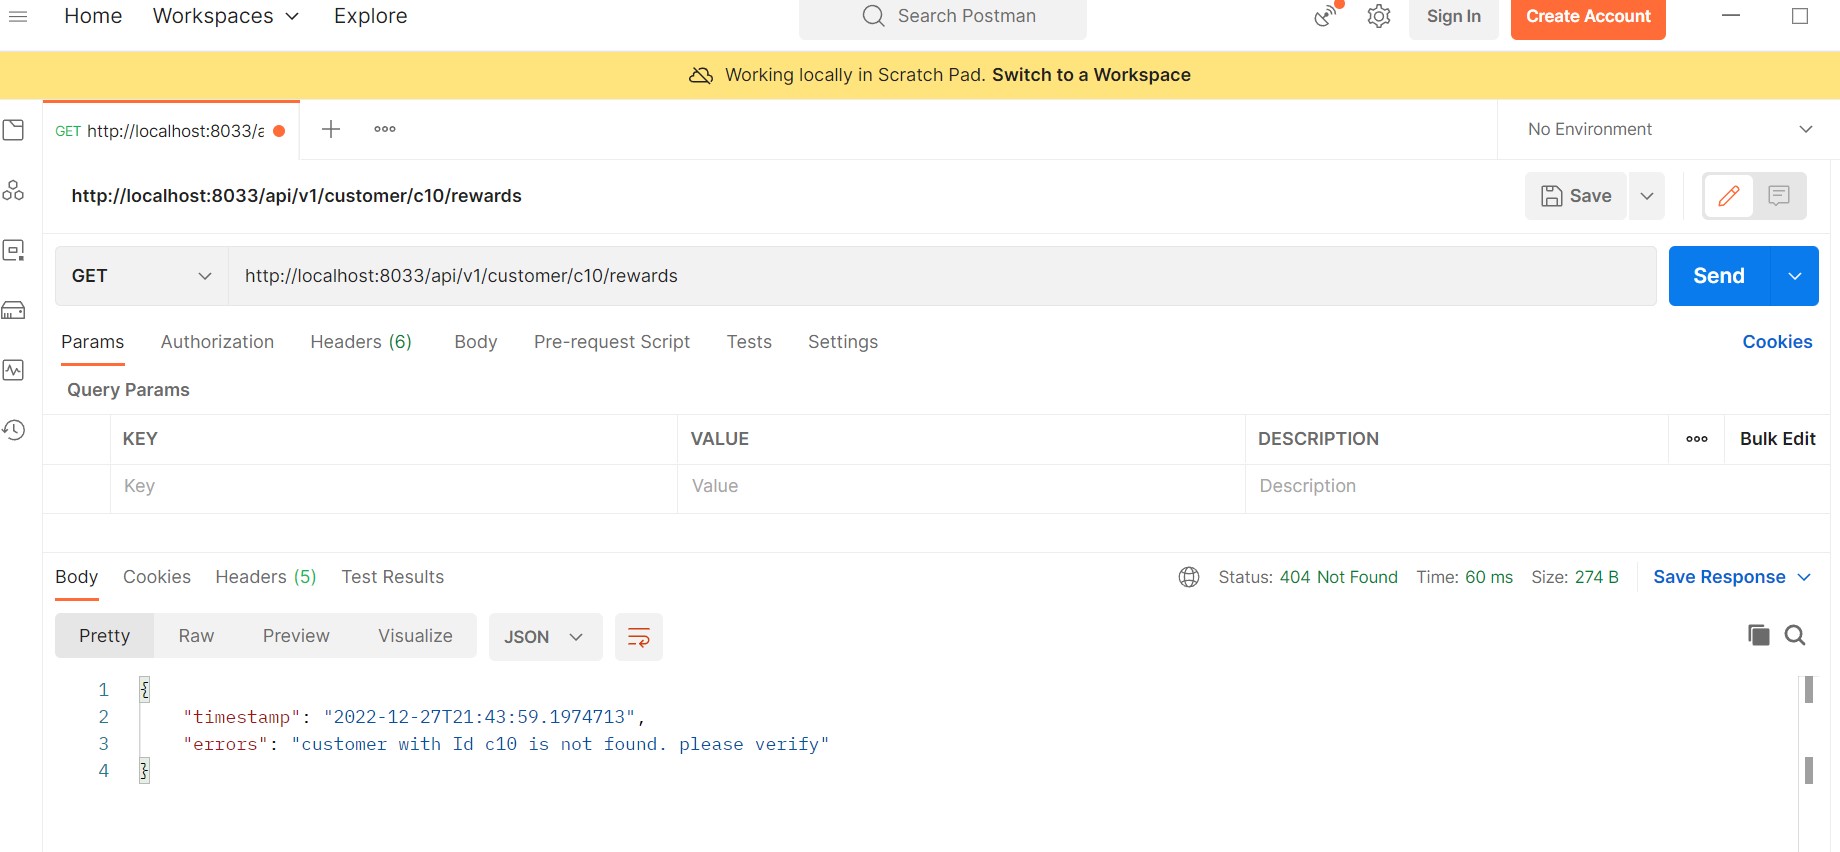 Home Workspaces Explore Search Postman Sign In Create Account
Working locally in Scratch Pad. Switch to a Workspace
GET http://localhost:8033/a No Environment
http://localhost:8033/api/v1/customer/c10/rewards Save
GET http://localhost:8033/api/v1/customer/c10/rewards Send
Params Authorization Headers (6) Body Pre-request Script Tests Settings Cookies
Query Params
KEY VALUE DESCRIPTION Bulk Edit
Key Value Description
Body Cookies Headers (5) Test Results Status: 404 Not Found Time: 60 ms Size: 274 B Save Response
Pretty Raw Preview Visualize JSON
1 {
2 "timestamp": "2022-12-27T21:43:59.1974713",
3 "errors": "customer with Id c10 is not found. please verify"
4 }